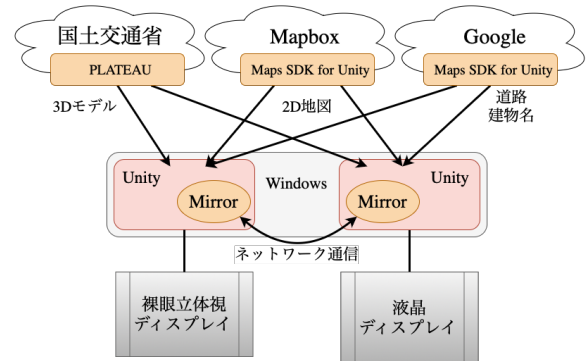 国土交通省
Mapbox
Google
PLATEAU
Maps SDK for Unity
Maps SDK for Unity
3Dモデル
2D地図
道路
建物名
Unity
Windows
Unity
Mirror
Mirror
ネットワーク通信
裸眼立体視
ディスプレイ
液晶
ディスプレイ